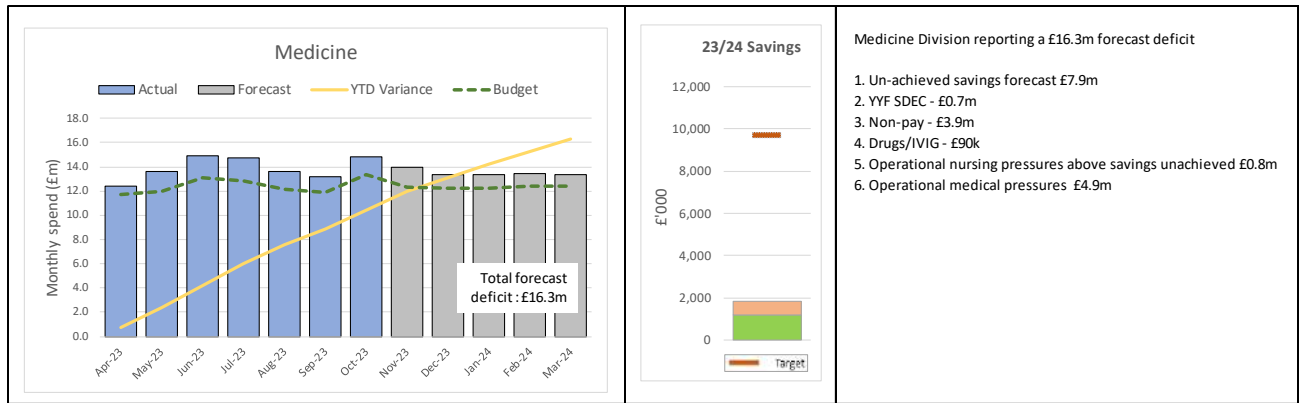 Medicine
Actual
Forecast
YTD Variance
Budget
Monthly spend (£m)
18.0
16.0
14.0
12.0
10.0
8.0
6.0
4.0
2.0
0.0
Total forecast
deficit : £16.3m
Apr-23
May-23
Jun-23
Jul-23
Aug-23
Sep-23
Oct-23
Nov-23
Dec-23
Jan-24
Feb-24
Mar-24
23/24 Savings
£'000
12,000
10,000
8,000
6,000
4,000
2,000
0
Target
Medicine Division reporting a £16.3m forecast deficit
1. Un-achieved savings forecast £7.9m
2. YYF SDEC - £0.7m
3. Non-pay - £3.9m
4. Drugs/IVIG - £90k
5. Operational nursing pressures above savings unachieved £0.8m
6. Operational medical pressures £4.9m